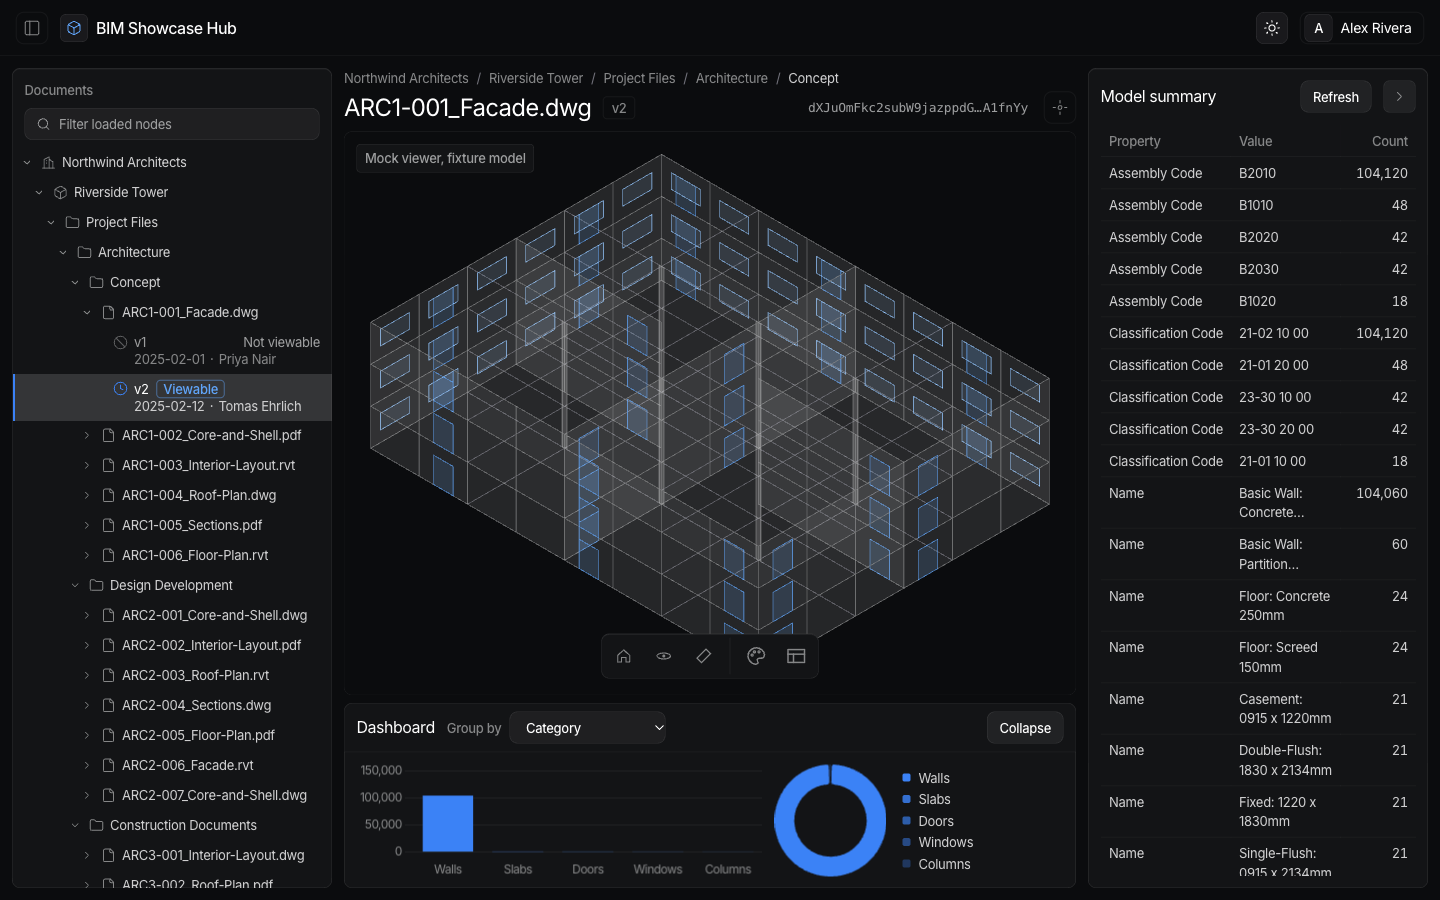 BIM Showcase Hub
A Alex Rivera
Documents
Filter loaded nodes
Northwind Architects
Riverside Tower
Project Files
Architecture
Concept
ARC1-001_Facade.dwg
v1 Not viewable
2025-02-01 · Priya Nair
v2 Viewable
2025-02-12 · Tomas Ehrlich
ARC1-002_Core-and-Shell.pdf
ARC1-003_Interior-Layout.rvt
ARC1-004_Roof-Plan.dwg
ARC1-005_Sections.pdf
ARC1-006_Floor-Plan.rvt
Design Development
ARC2-001_Core-and-Shell.dwg
ARC2-002_Interior-Layout.pdf
ARC2-003_Roof-Plan.rvt
ARC2-004_Sections.dwg
ARC2-005_Floor-Plan.pdf
ARC2-006_Facade.rvt
ARC2-007_Core-and-Shell.dwg
Construction Documents
ARC3-001_Interior-Layout.dwg
ARC3-002_Roof-Plan.pdf
Northwind Architects / Riverside Tower / Project Files / Architecture / Concept
ARC1-001_Facade.dwg v2 dXJuOmFkc2subW9jazppdG…A1fnYy
Mock viewer, fixture model
Dashboard Group by Category Collapse
150,000
100,000
50,000
0
Walls Slabs Doors Windows Columns
Walls
Slabs
Doors
Windows
Columns
Model summary Refresh
Property Value Count
Assembly Code B2010 104,120
Assembly Code B1010 48
Assembly Code B2020 42
Assembly Code B2030 42
Assembly Code B1020 18
Classification Code 21-02 10 00 104,120
Classification Code 21-01 20 00 48
Classification Code 23-30 10 00 42
Classification Code 23-30 20 00 42
Classification Code 21-01 10 00 18
Name Basic Wall: 104,060
Concrete...
Name Basic Wall: 60
Partition...
Name Floor: Concrete 24
250mm
Name Floor: Screed 24
150mm
Name Casement: 21
0915 x 1220mm
Name Double-Flush: 21
1830 x 2134mm
Name Fixed: 1220 x 21
1830mm
Name Single-Flush: 21
0915 x 2134mm